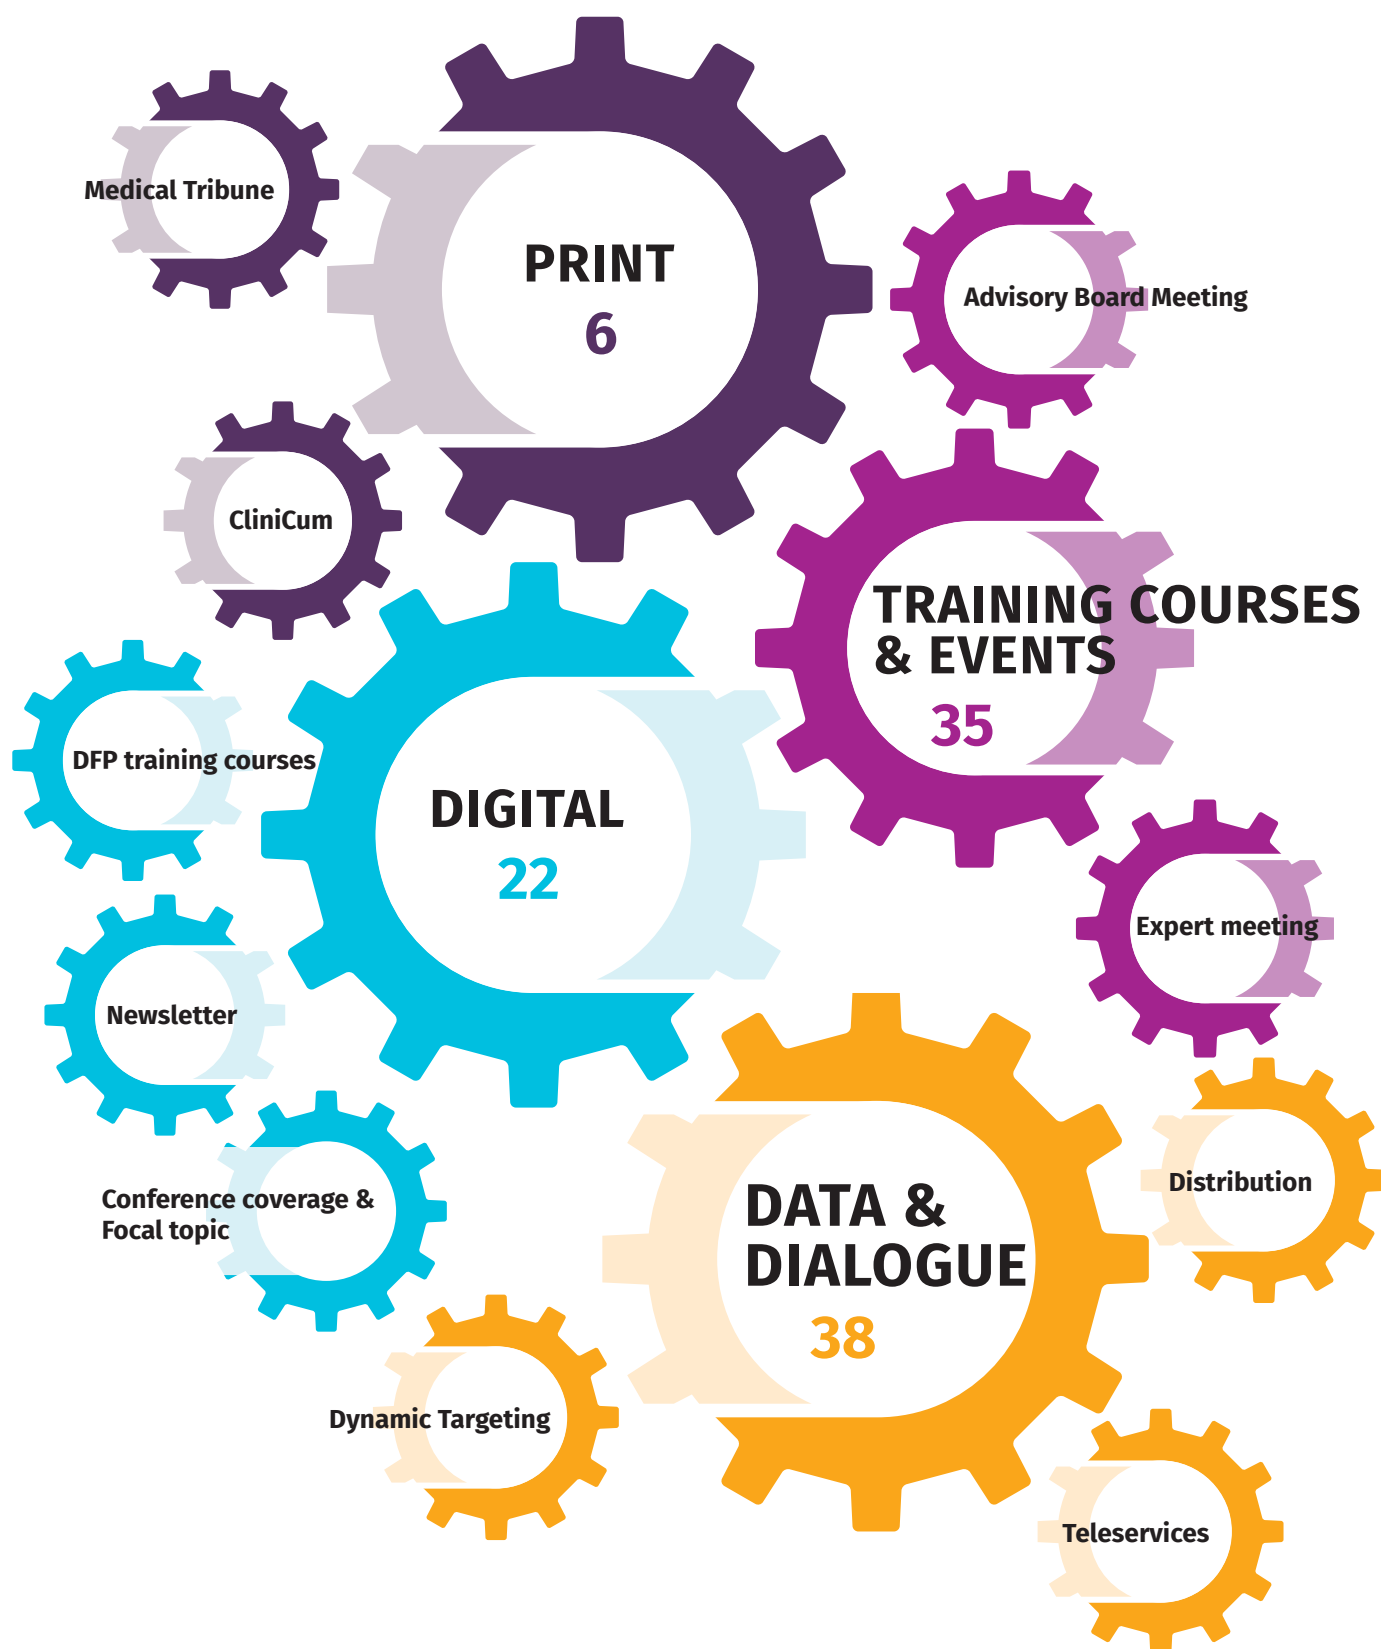 Medical Tribune
PRINT
6
Advisory Board Meeting
CliniCum
TRAINING COURSES
& EVENTS
35
DFP training courses
DIGITAL
22
Expert meeting
Newsletter
Conference coverage &
Focal topic
DATA &
DIALOGUE
38
Distribution
Dynamic Targeting
Teleservices